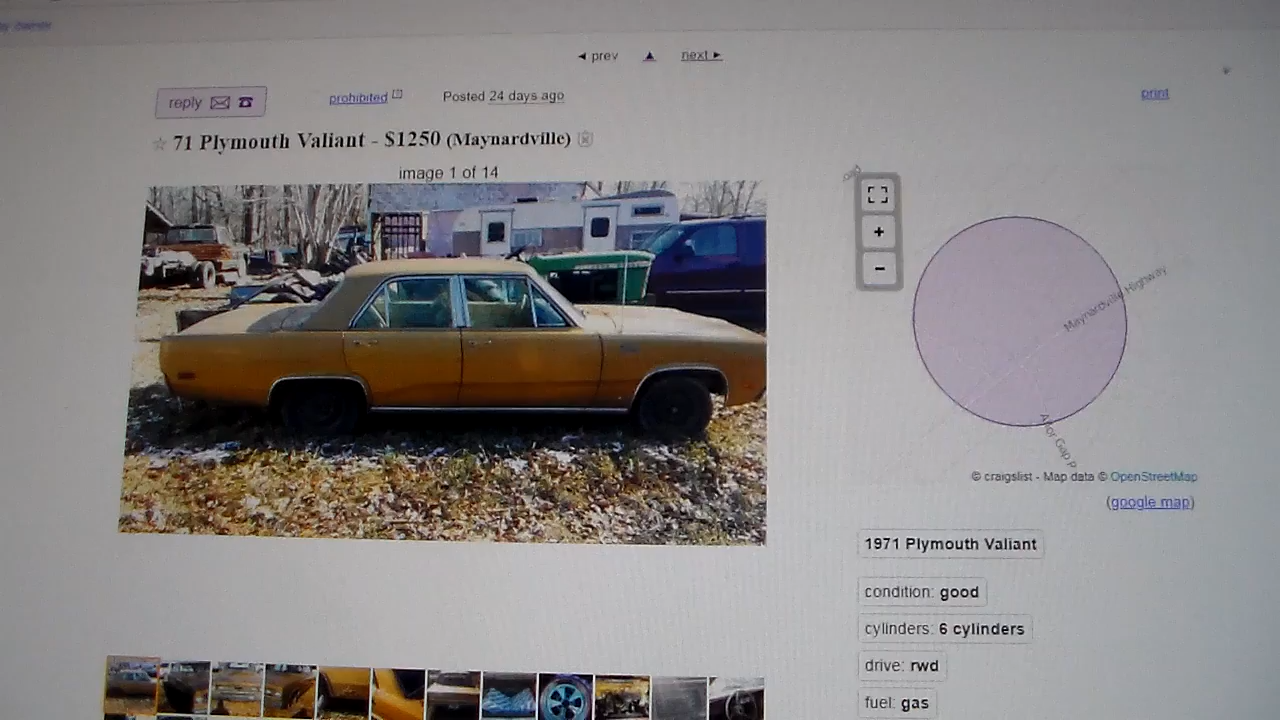 ◄ prev ▲ next ►
reply prohibited Posted 24 days ago print
☆ 71 Plymouth Valiant - $1250 (Maynardville)
image 1 of 14
+
-
Maynardville Highway
Gap
© craigslist - Map data © OpenStreetMap
(google map)
1971 Plymouth Valiant
condition: good
cylinders: 6 cylinders
drive: rwd
fuel: gas